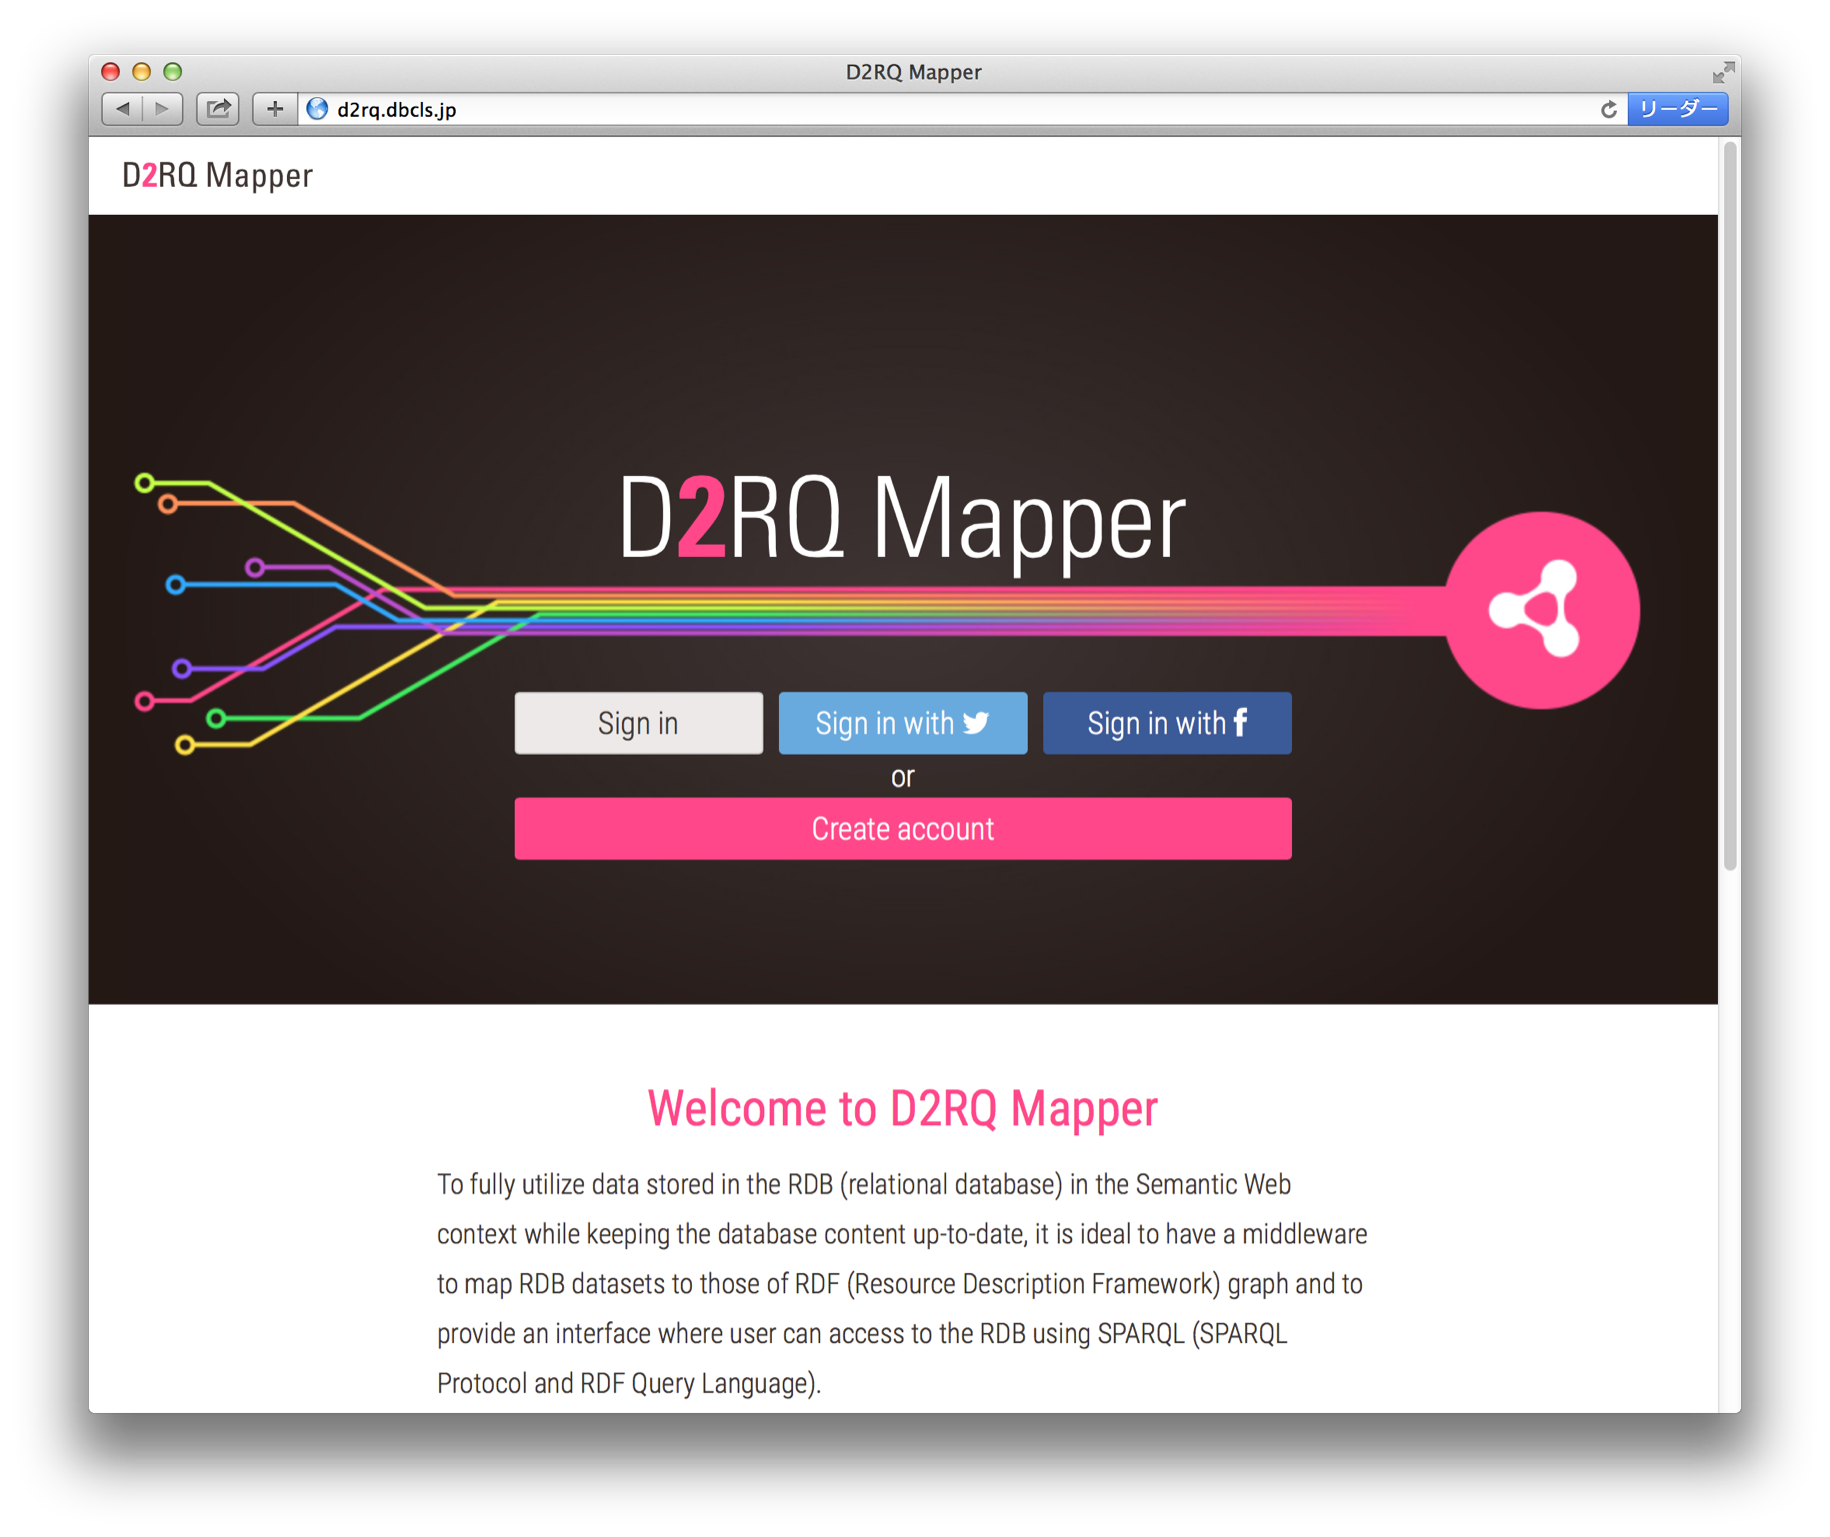 D2RQ Mapper
d2rq.dbcls.jp
リーダー
D2RQ Mapper
D2RQ Mapper
Sign in
Sign in with
Sign in with f
or
Create account
Welcome to D2RQ Mapper
To fully utilize data stored in the RDB (relational database) in the Semantic Web
context while keeping the database content up-to-date, it is ideal to have a middleware
to map RDB datasets to those of RDF (Resource Description Framework) graph and to
provide an interface where user can access to the RDB using SPARQL (SPARQL
Protocol and RDF Query Language).